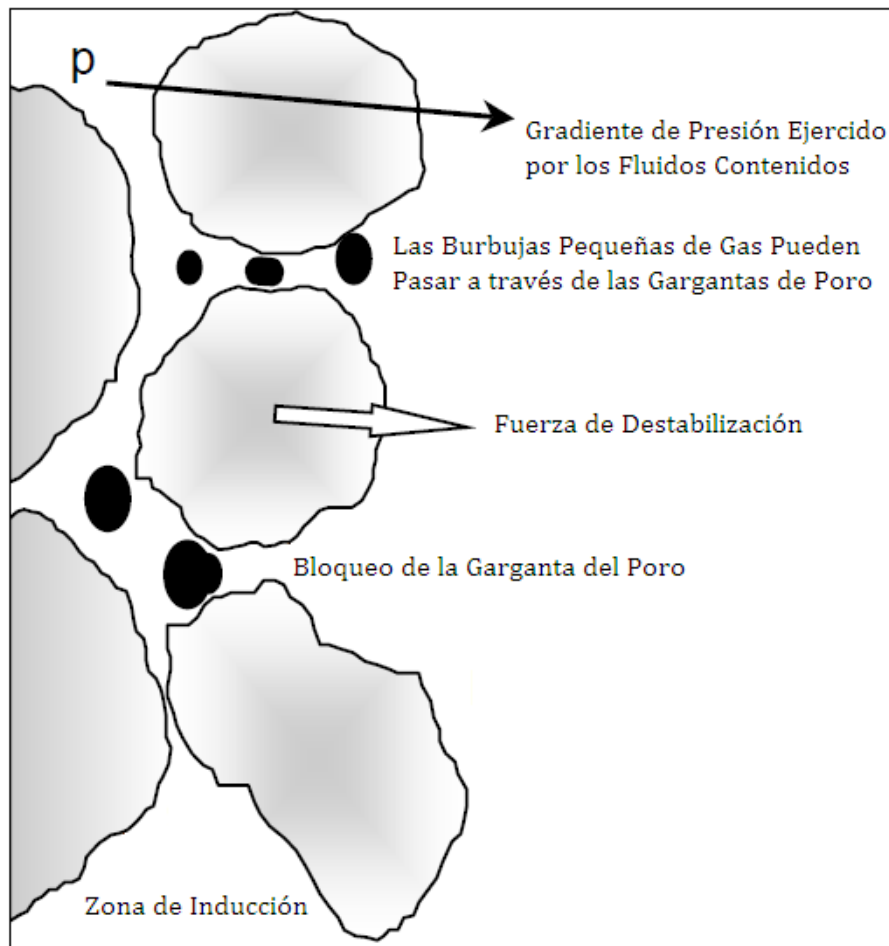 p
Gradiente de Presión Ejercido
por los Fluidos Contenidos
Las Burbujas Pequeñas de Gas Pueden
Pasar a través de las Gargantas de Poro
Fuerza de Destabilización
Bloqueo de la Garganta del Poro
Zona de Inducción